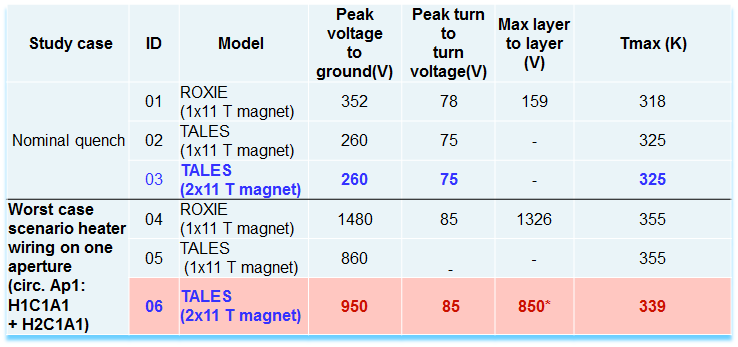 Study case ID Model Peak voltage to ground(V) Peak turn to turn voltage(V) Max layer to layer (V) Tmax (K)
Nominal quench
01 ROXIE (1x11 T magnet) 352 78 159 318
02 TALES (1x11 T magnet) 260 75 - 325
03 TALES (2x11 T magnet) 260 75 - 325
Worst case scenario heater wiring on one aperture (circ. Ap1: H1C1A1 + H2C1A1)
04 ROXIE (1x11 T magnet) 1480 85 1326 355
05 TALES (1x11 T magnet) 860 - - 355
06 TALES (2x11 T magnet) 950 85 850* 339